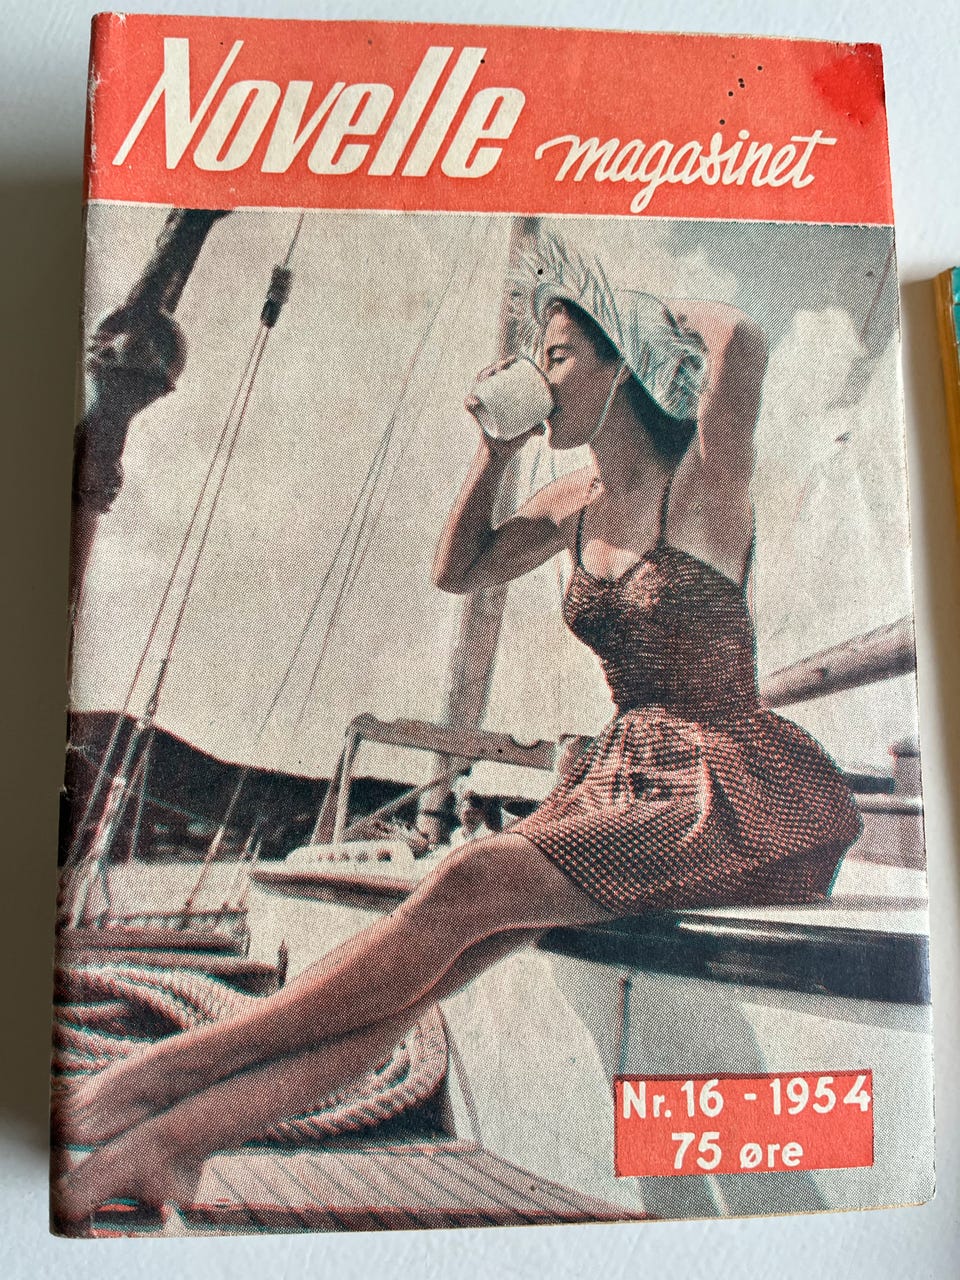 Novelle magasinet
Nr. 16 - 1954
75 øre